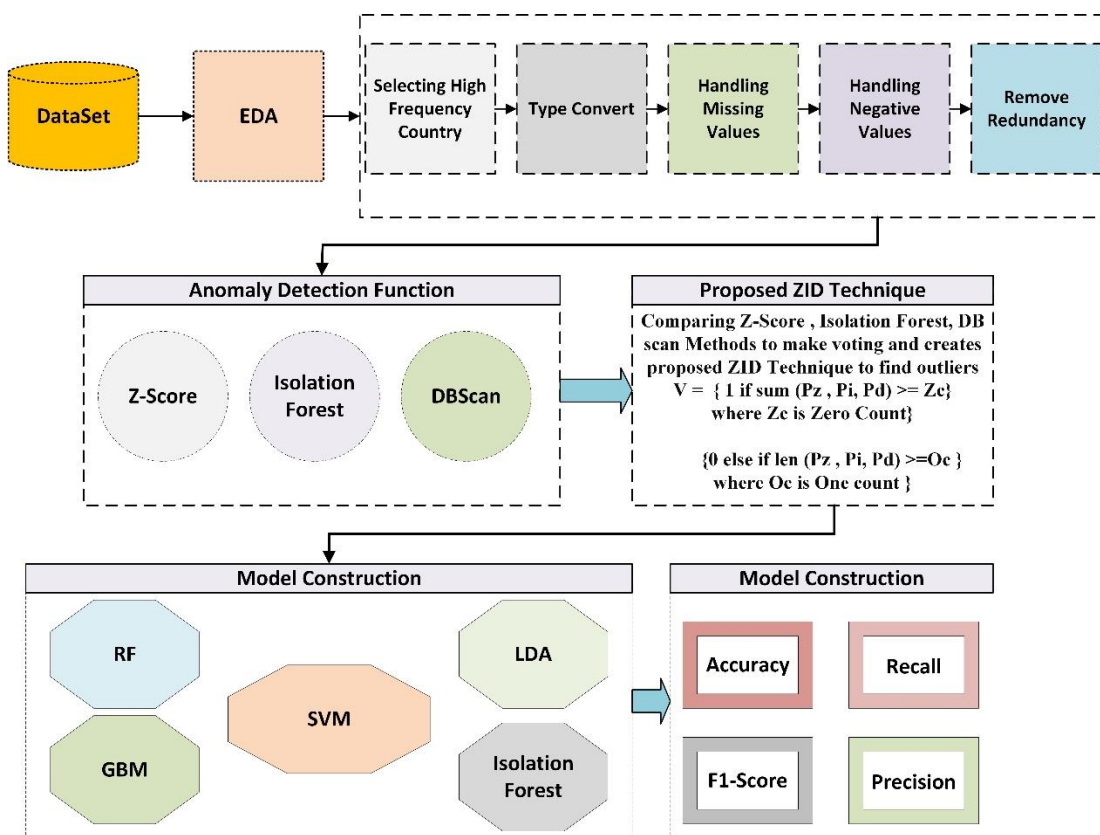 DataSet
EDA
Selecting High
Frequency
Country
Type Convert
Handling
Missing
Values
Handling
Negative
Values
Remove
Redundancy
Anomaly Detection Function
Z-Score
Isolation
Forest
DBScan
Proposed ZID Technique
Comparing Z-Score , Isolation Forest, DB
scan Methods to make voting and creates
proposed ZID Technique to find outliers
V = { 1 if sum (Pz , Pi, Pd) >= Zc}
where Zc is Zero Count}
{0 else if len (Pz , Pi, Pd) >=Oc }
where Oc is One count }
Model Construction
RF
GBM
SVM
LDA
Isolation
Forest
Model Construction
Accuracy
Recall
F1-Score
Precision